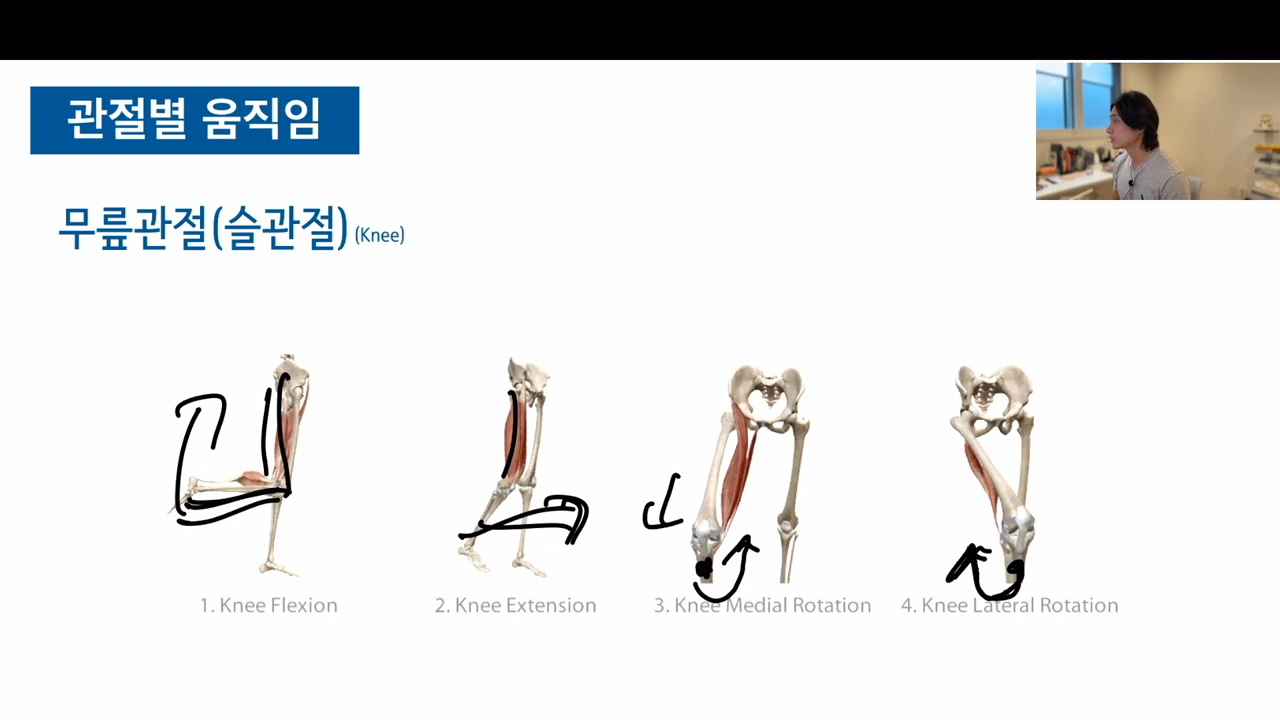 관절별 움직임
무릎관절(슬관절) (Knee)
1. Knee Flexion
2. Knee Extension
3. Knee Medial Rotation
4. Knee Lateral Rotation